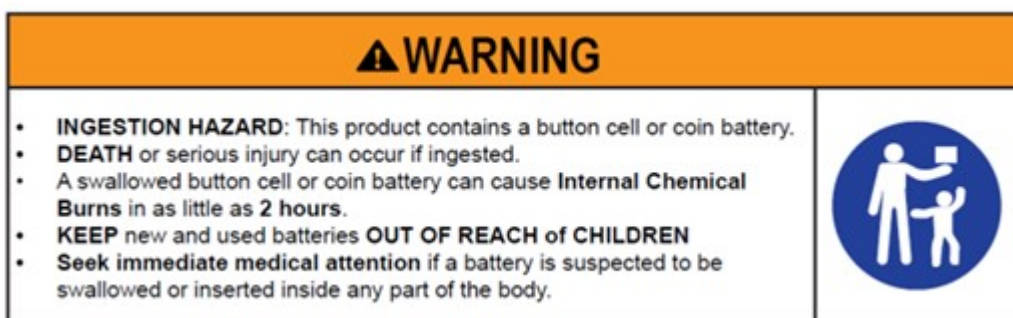 ⚠WARNING
• INGESTION HAZARD: This product contains a button cell or coin battery.
• DEATH or serious injury can occur if ingested.
• A swallowed button cell or coin battery can cause Internal Chemical
Burns in as little as 2 hours.
• KEEP new and used batteries OUT OF REACH of CHILDREN
• Seek immediate medical attention if a battery is suspected to be
swallowed or inserted inside any part of the body.